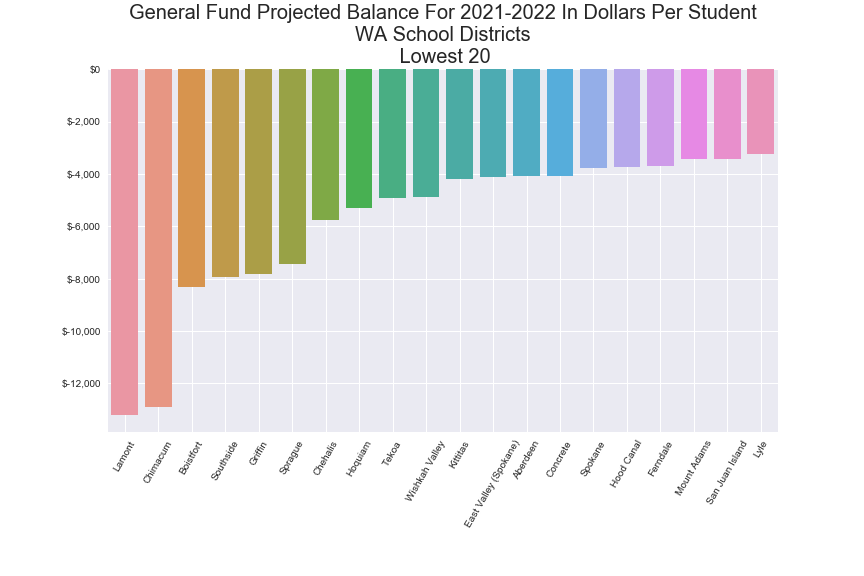 General Fund Projected Balance For 2021-2022 In Dollars Per Student
WA School Districts
Lowest 20
$0
$-2,000
$-4,000
$-6,000
$-8,000
$-10,000
$-12,000
Lamont
Chimacum
Boistfort
Southside
Griffin
Sprague
Chehalis
Hoquiam
Tekoa
Wishkah Valley
Kittitas
East Valley (Spokane)
Aberdeen
Concrete
Spokane
Hood Canal
Ferndale
Mount Adams
San Juan Island
Lyle